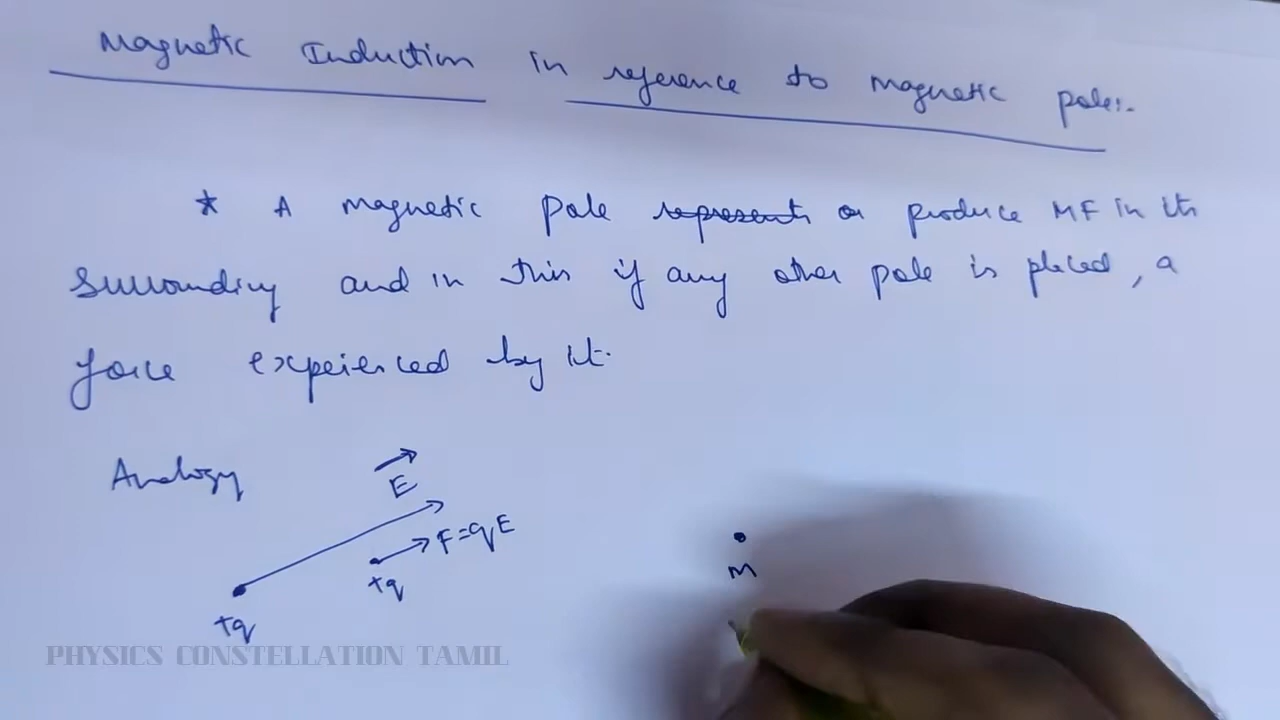 Magnetic Induction in reference to magnetic pole:-
* A magnetic pole represents or produce MF in its
surrounding and in this if any other pole is placed, a
force experienced by it.
Analogy
E
F=qE
+q
+q
M
PHYSICS CONSTELLATION TAMIL